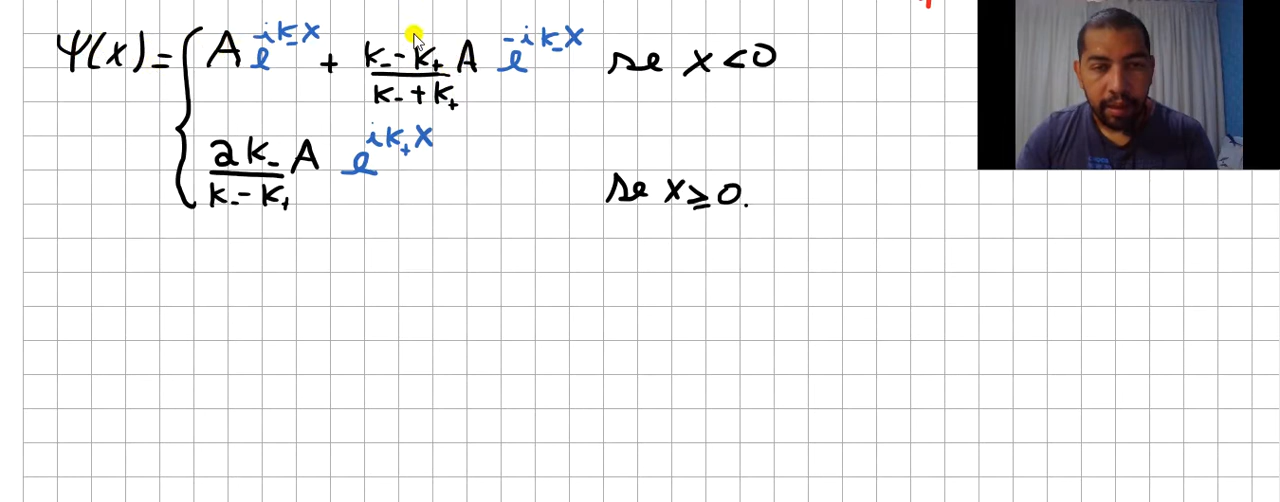 Ψ(x) = { A e^{-ik₋x} + (k₋ - k₊)/(k₋ + k₊) A e^{-ik₋x} se x < 0
(2k₋)/(k₋ - k₊) A e^{ik₊x} se x ≥ 0.